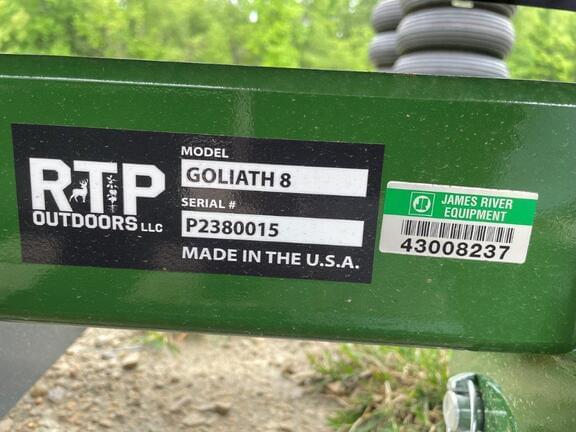 RTP
OUTDOORS LLC
MODEL
GOLIATH 8
SERIAL #
P2380015
MADE IN THE U.S.A.
JAMES RIVER
EQUIPMENT
43008237